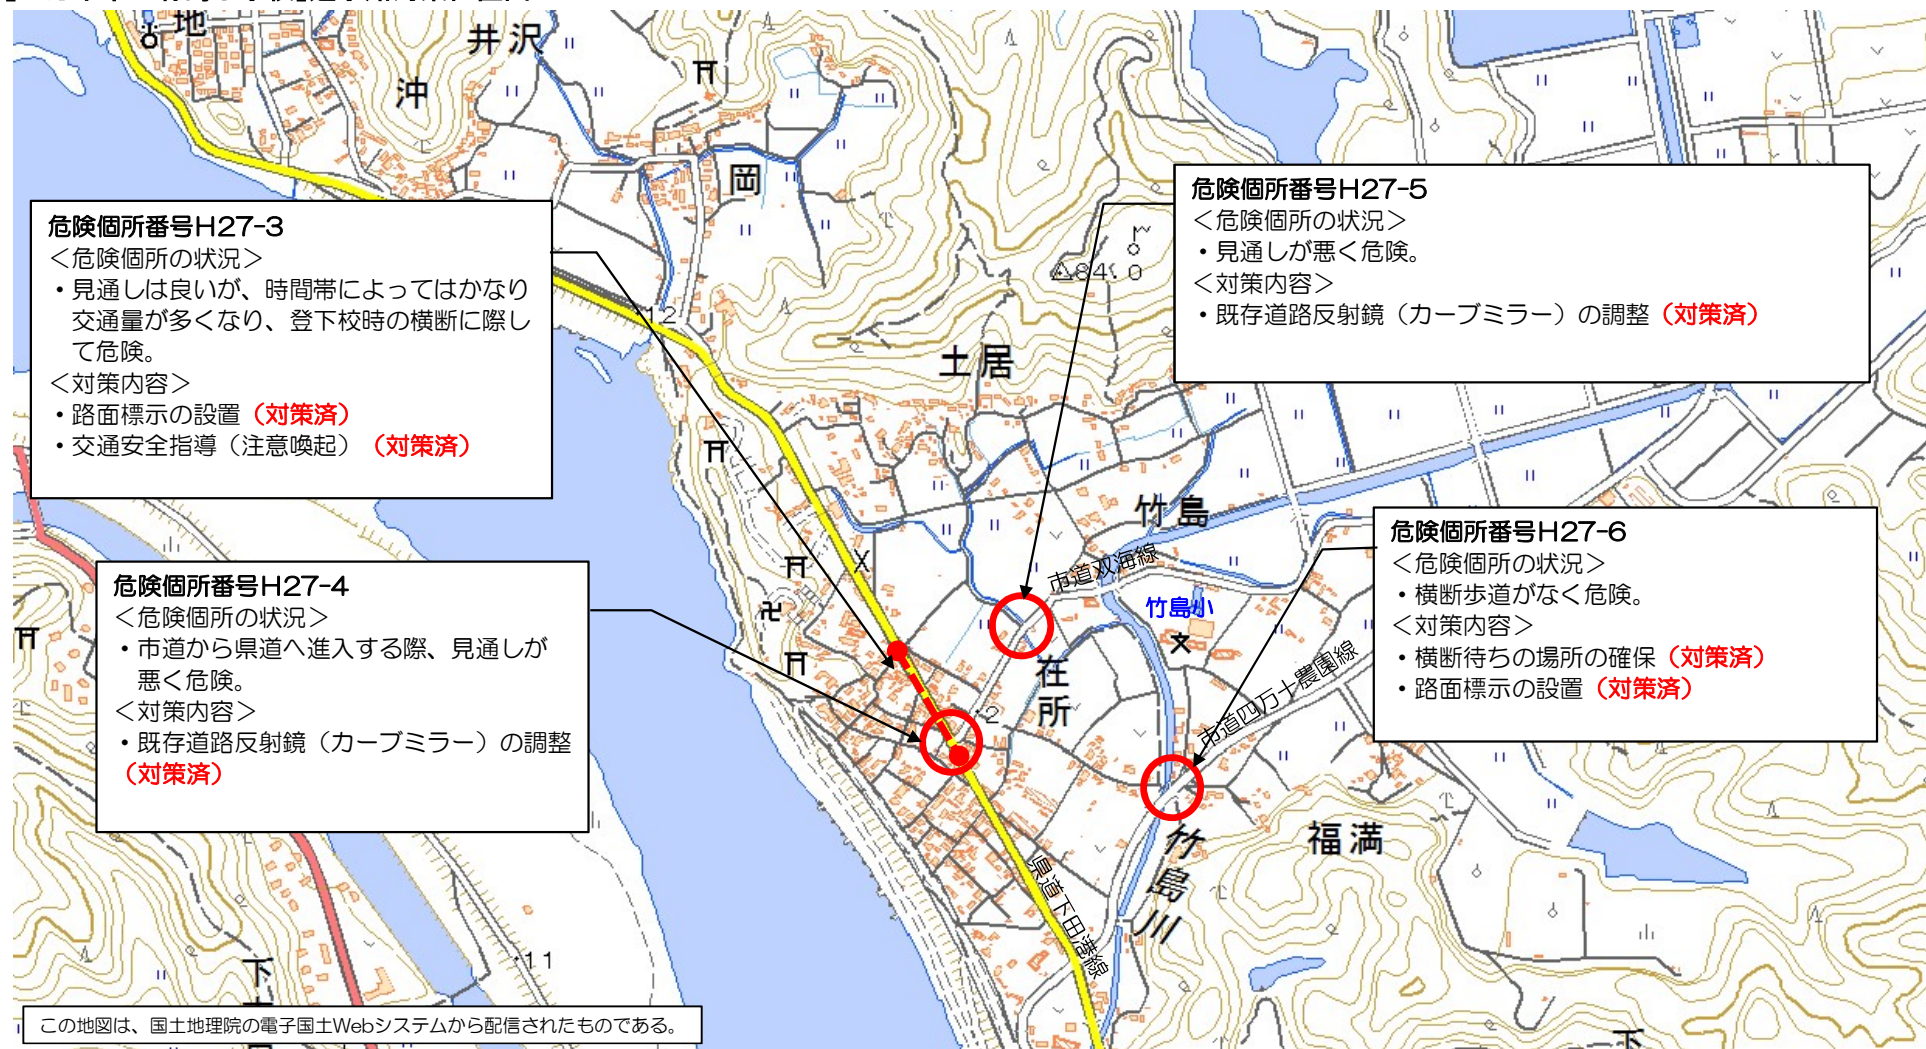 地
沖
井沢
岡
危険個所番号H27-3
＜危険個所の状況＞
・見通しは良いが、時間帯によってはかなり
交通量が多くなり、登下校時の横断に際し
て危険。
＜対策内容＞
・路面標示の設置（対策済）
・交通安全指導（注意喚起）（対策済）
危険個所番号H27-5
＜危険個所の状況＞
・見通しが悪く危険。
＜対策内容＞
・既存道路反射鏡（カーブミラー）の調整（対策済）
84.0
12
土居
竹島
市道双海線
竹島小
在所
2
市道四万十農園線
危険個所番号H27-4
＜危険個所の状況＞
・市道から県道へ進入する際、見通しが
悪く危険。
＜対策内容＞
・既存道路反射鏡（カーブミラー）の調整
（対策済）
危険個所番号H27-6
＜危険個所の状況＞
・横断歩道がなく危険。
＜対策内容＞
・横断待ちの場所の確保（対策済）
・路面標示の設置（対策済）
福満
竹島川
県道下田港線
11
下
下
この地図は、国土地理院の電子国土Webシステムから配信されたものである。